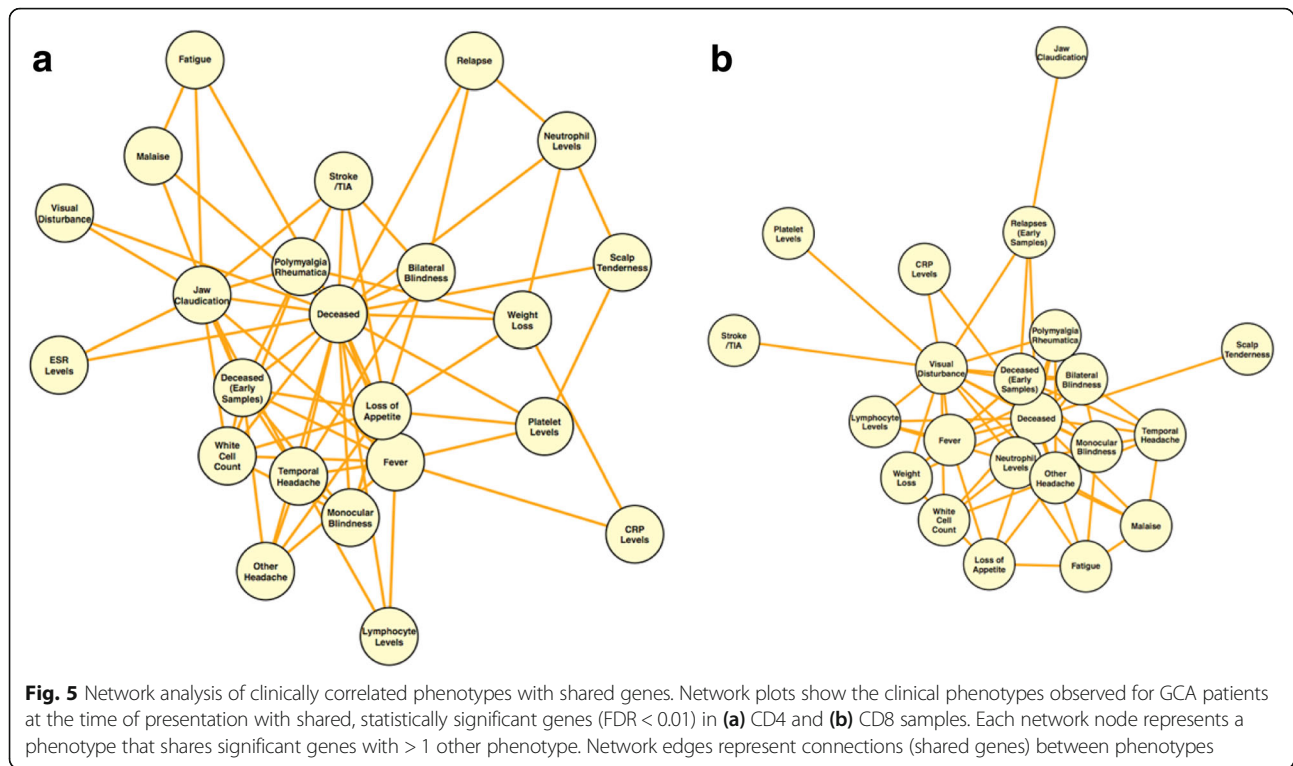 a
Fatigue
Relapse
Malaise
Neutrophil
Levels
Stroke
/TIA
Visual
Disturbance
Polymyalgia
Rheumatica
Bilateral
Blindness
Scalp
Tenderness
Jaw
Claudication
Deceased
Weight
Loss
ESR
Levels
Deceased
(Early
Samples)
Loss of
Appetite
Platelet
Levels
White
Cell
Count
Temporal
Headache
Fever
Monocular
Blindness
CRP
Levels
Other
Headache
Lymphocyte
Levels
b
Jaw
Claudication
Platelet
Levels
Relapses
(Early
Samples)
CRP
Levels
Stroke
/TIA
Polymyalgia
Rheumatica
Scalp
Tenderness
Visual
Disturbance
Deceased
(Early
Samples)
Bilateral
Blindness
Lymphocyte
Levels
Deceased
Fever
Monocular
Blindness
Temporal
Headache
Weight
Loss
Neutrophil
Levels
Other
Headache
White
Cell
Count
Malaise
Loss of
Appetite
Fatigue
Fig. 5 Network analysis of clinically correlated phenotypes with shared genes. Network plots show the clinical phenotypes observed for GCA patients
at the time of presentation with shared, statistically significant genes (FDR < 0.01) in (a) CD4 and (b) CD8 samples. Each network node represents a
phenotype that shares significant genes with > 1 other phenotype. Network edges represent connections (shared genes) between phenotypes